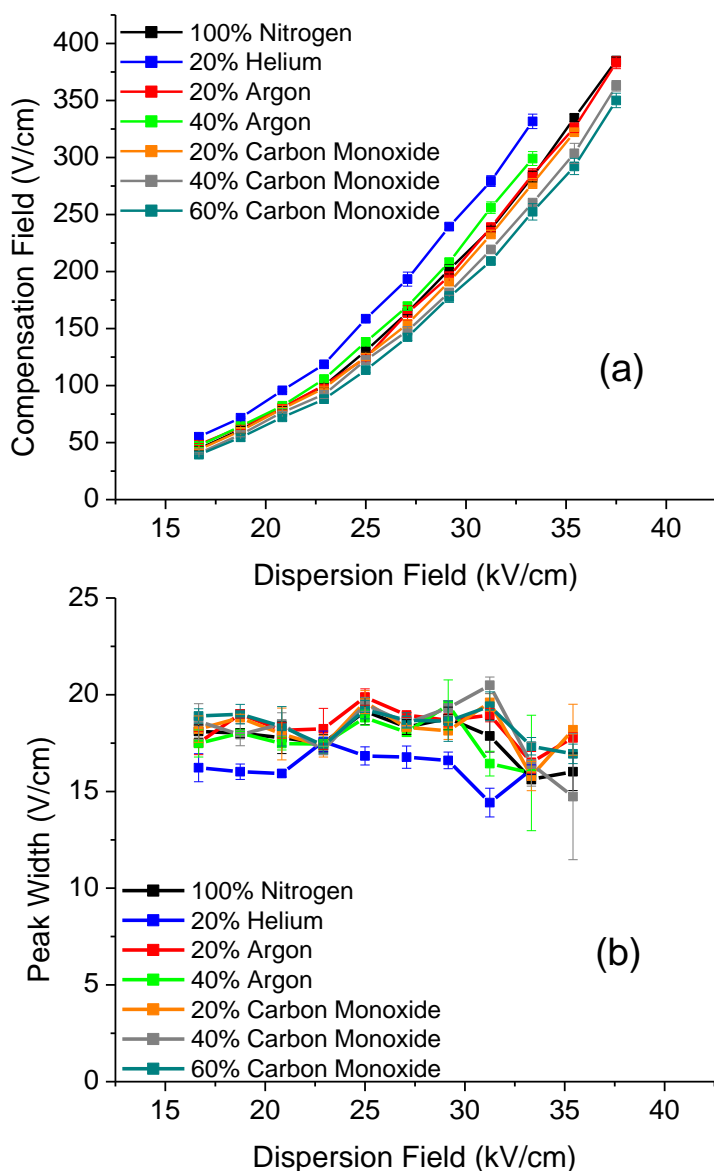 400
350
300
250
200
150
100
50
0
Compensation Field (V/cm)
100% Nitrogen
20% Helium
20% Argon
40% Argon
20% Carbon Monoxide
40% Carbon Monoxide
60% Carbon Monoxide
(a)
15 20 25 30 35 40
Dispersion Field (kV/cm)
25
20
15
10
5
0
Peak Width (V/cm)
100% Nitrogen
20% Helium
20% Argon
40% Argon
20% Carbon Monoxide
40% Carbon Monoxide
60% Carbon Monoxide
(b)
15 20 25 30 35 40
Dispersion Field (kV/cm)